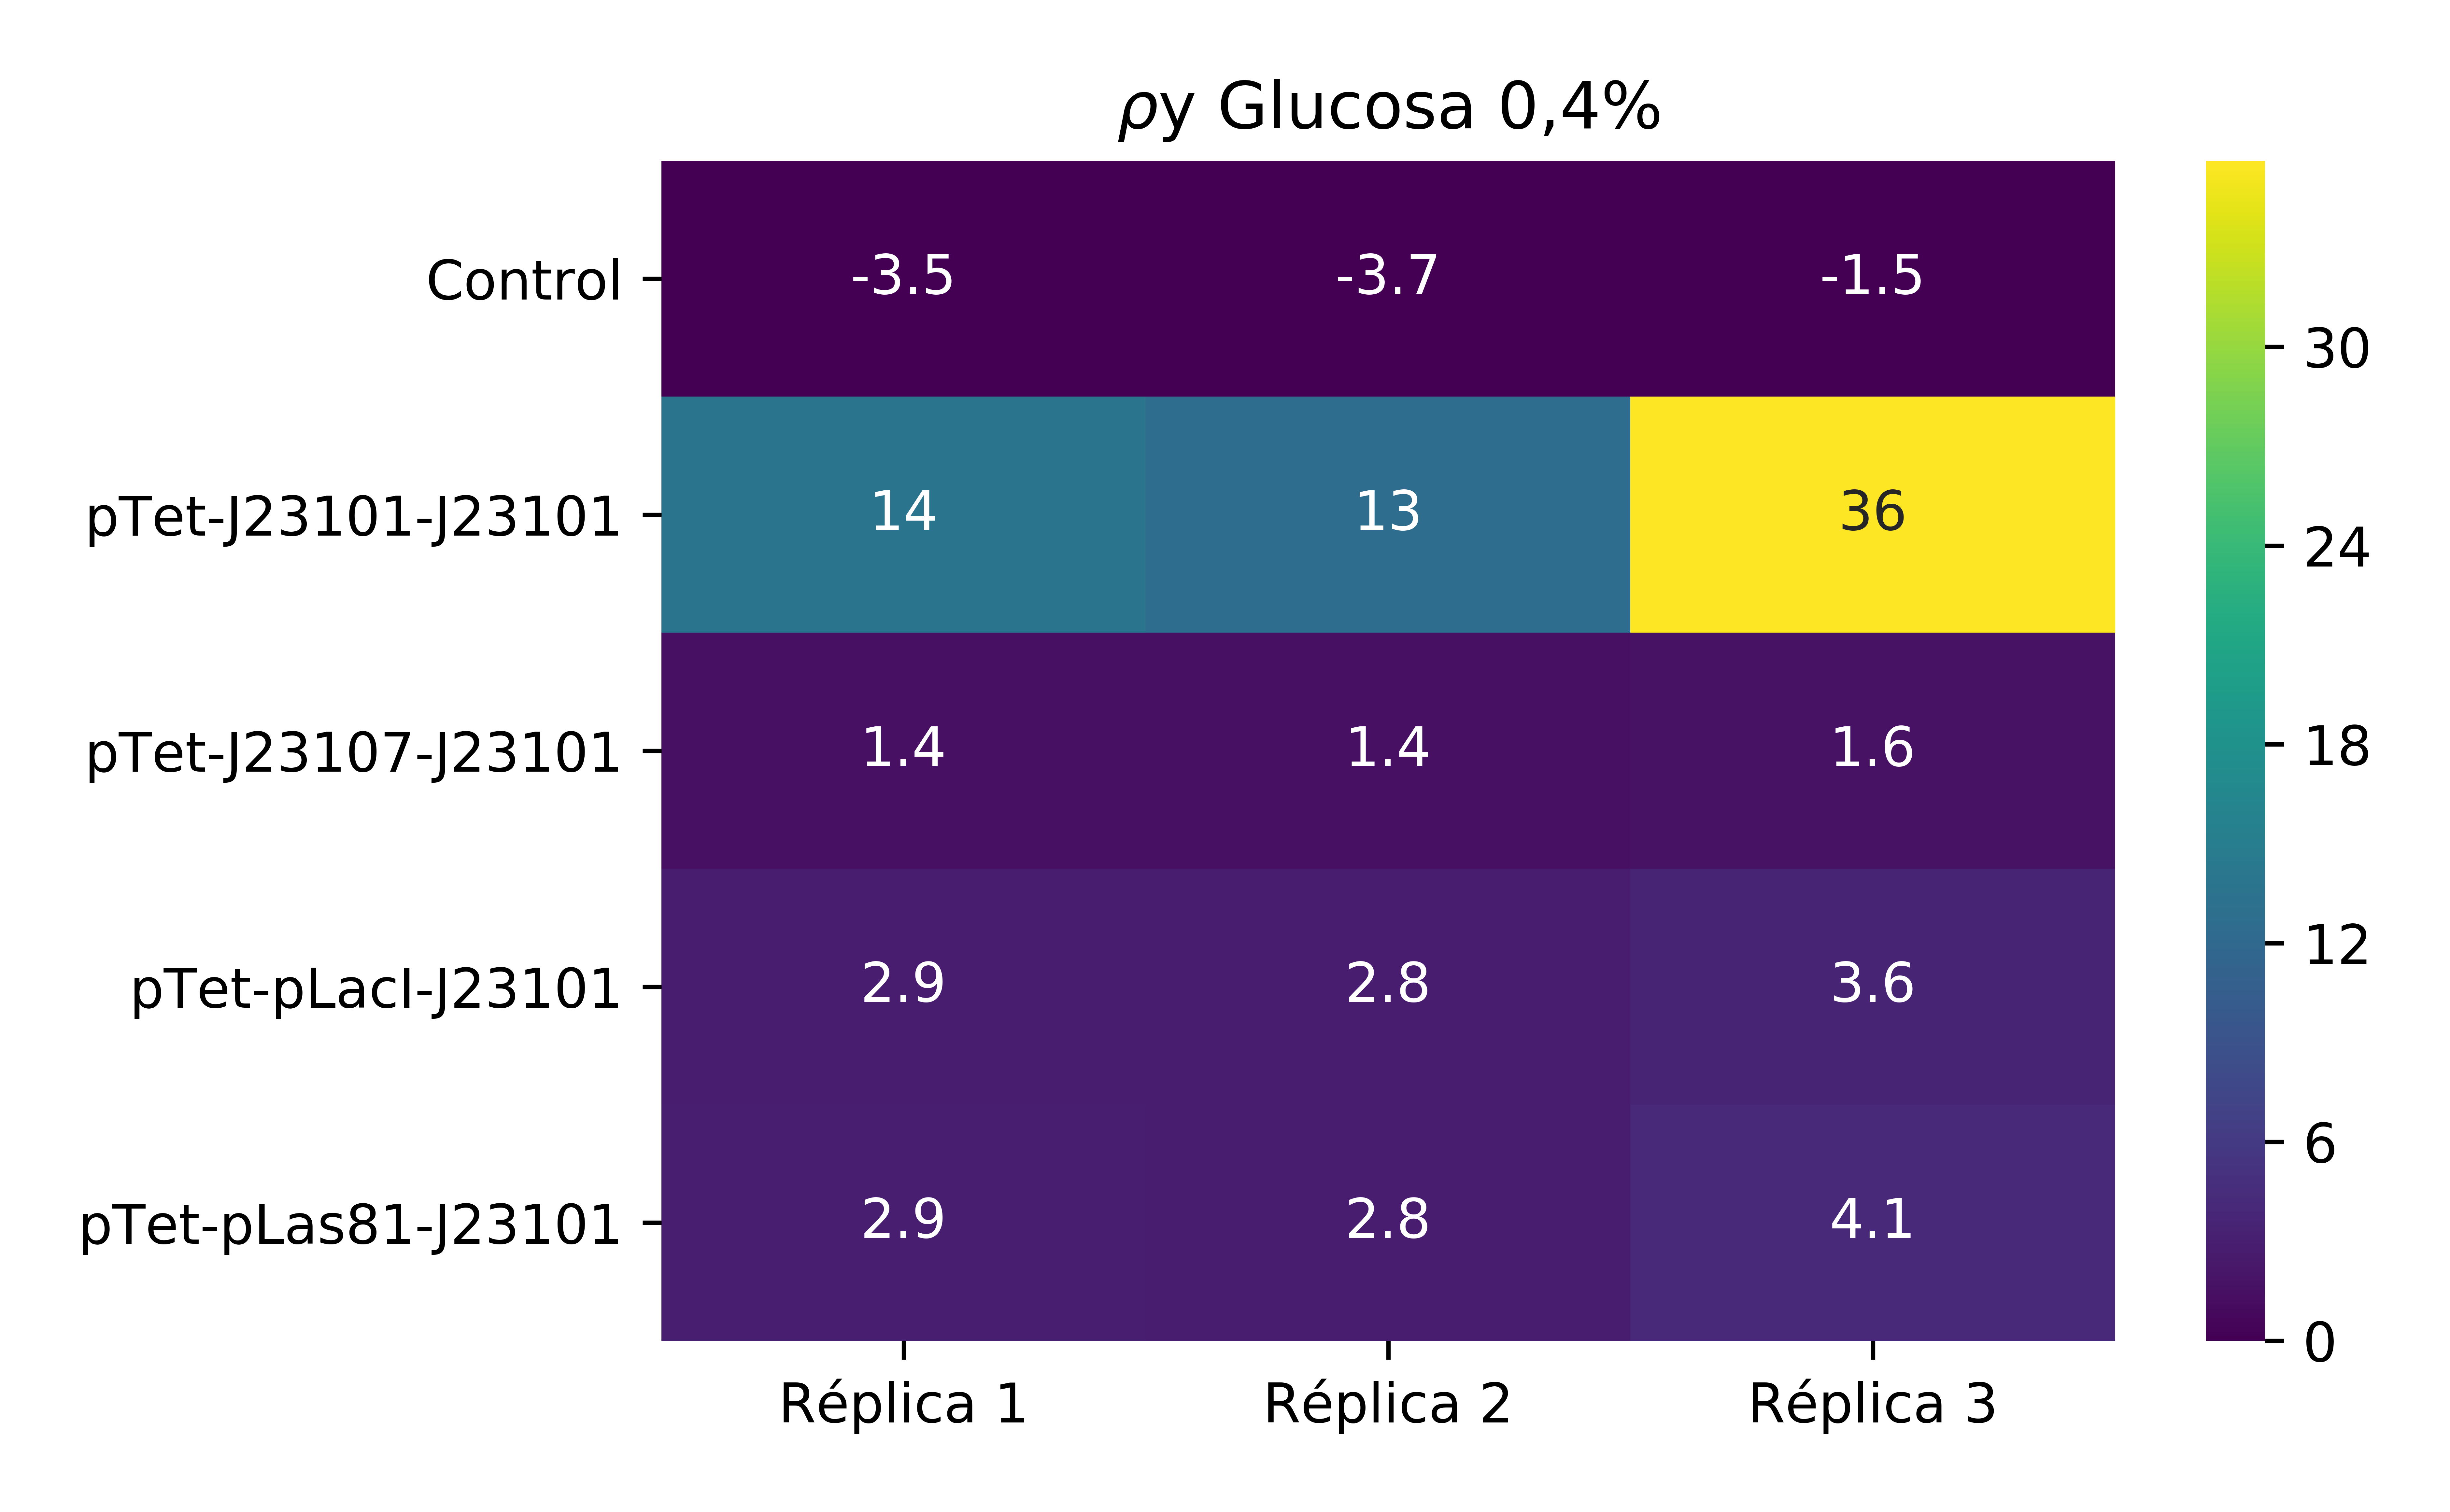 ρy Glucosa 0,4%
Control -3.5 -3.7 -1.5
pTet-J23101-J23101 14 13 36
pTet-J23107-J23101 1.4 1.4 1.6
pTet-pLacI-J23101 2.9 2.8 3.6
pTet-pLas81-J23101 2.9 2.8 4.1
Réplica 1 Réplica 2 Réplica 3
30
24
18
12
6
0